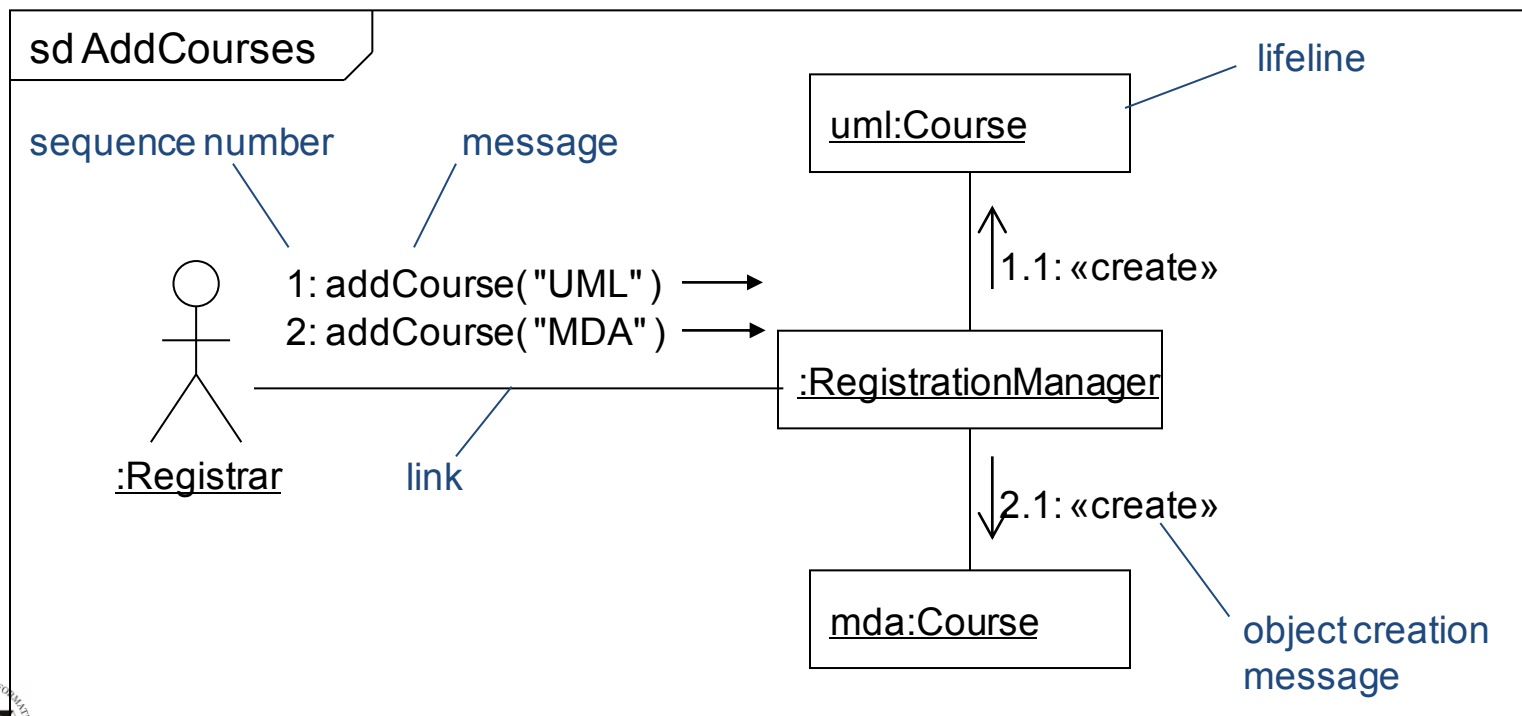 sd AddCourses
lifeline
uml:Course
sequence number
message
1: addCourse("UML")
1.1: «create»
2: addCourse("MDA")
:RegistrationManager
:Registrar
link
2.1: «create»
mda:Course
object creation
message